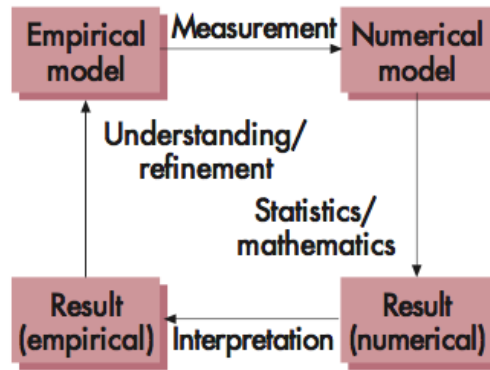 Empirical
model
Measurement
Numerical
model
Understanding/
refinement
Statistics/
mathematics
Result
(empirical)
Interpretation
Result
(numerical)